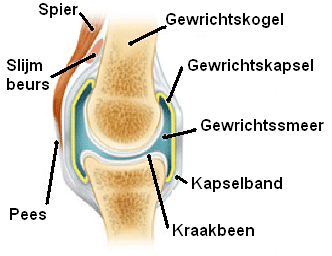 Spier
Gewrichtskogel
Slijm
beurs
Gewrichtskapsel
Gewrichtssmeer
Kapselband
Pees
Kraakbeen